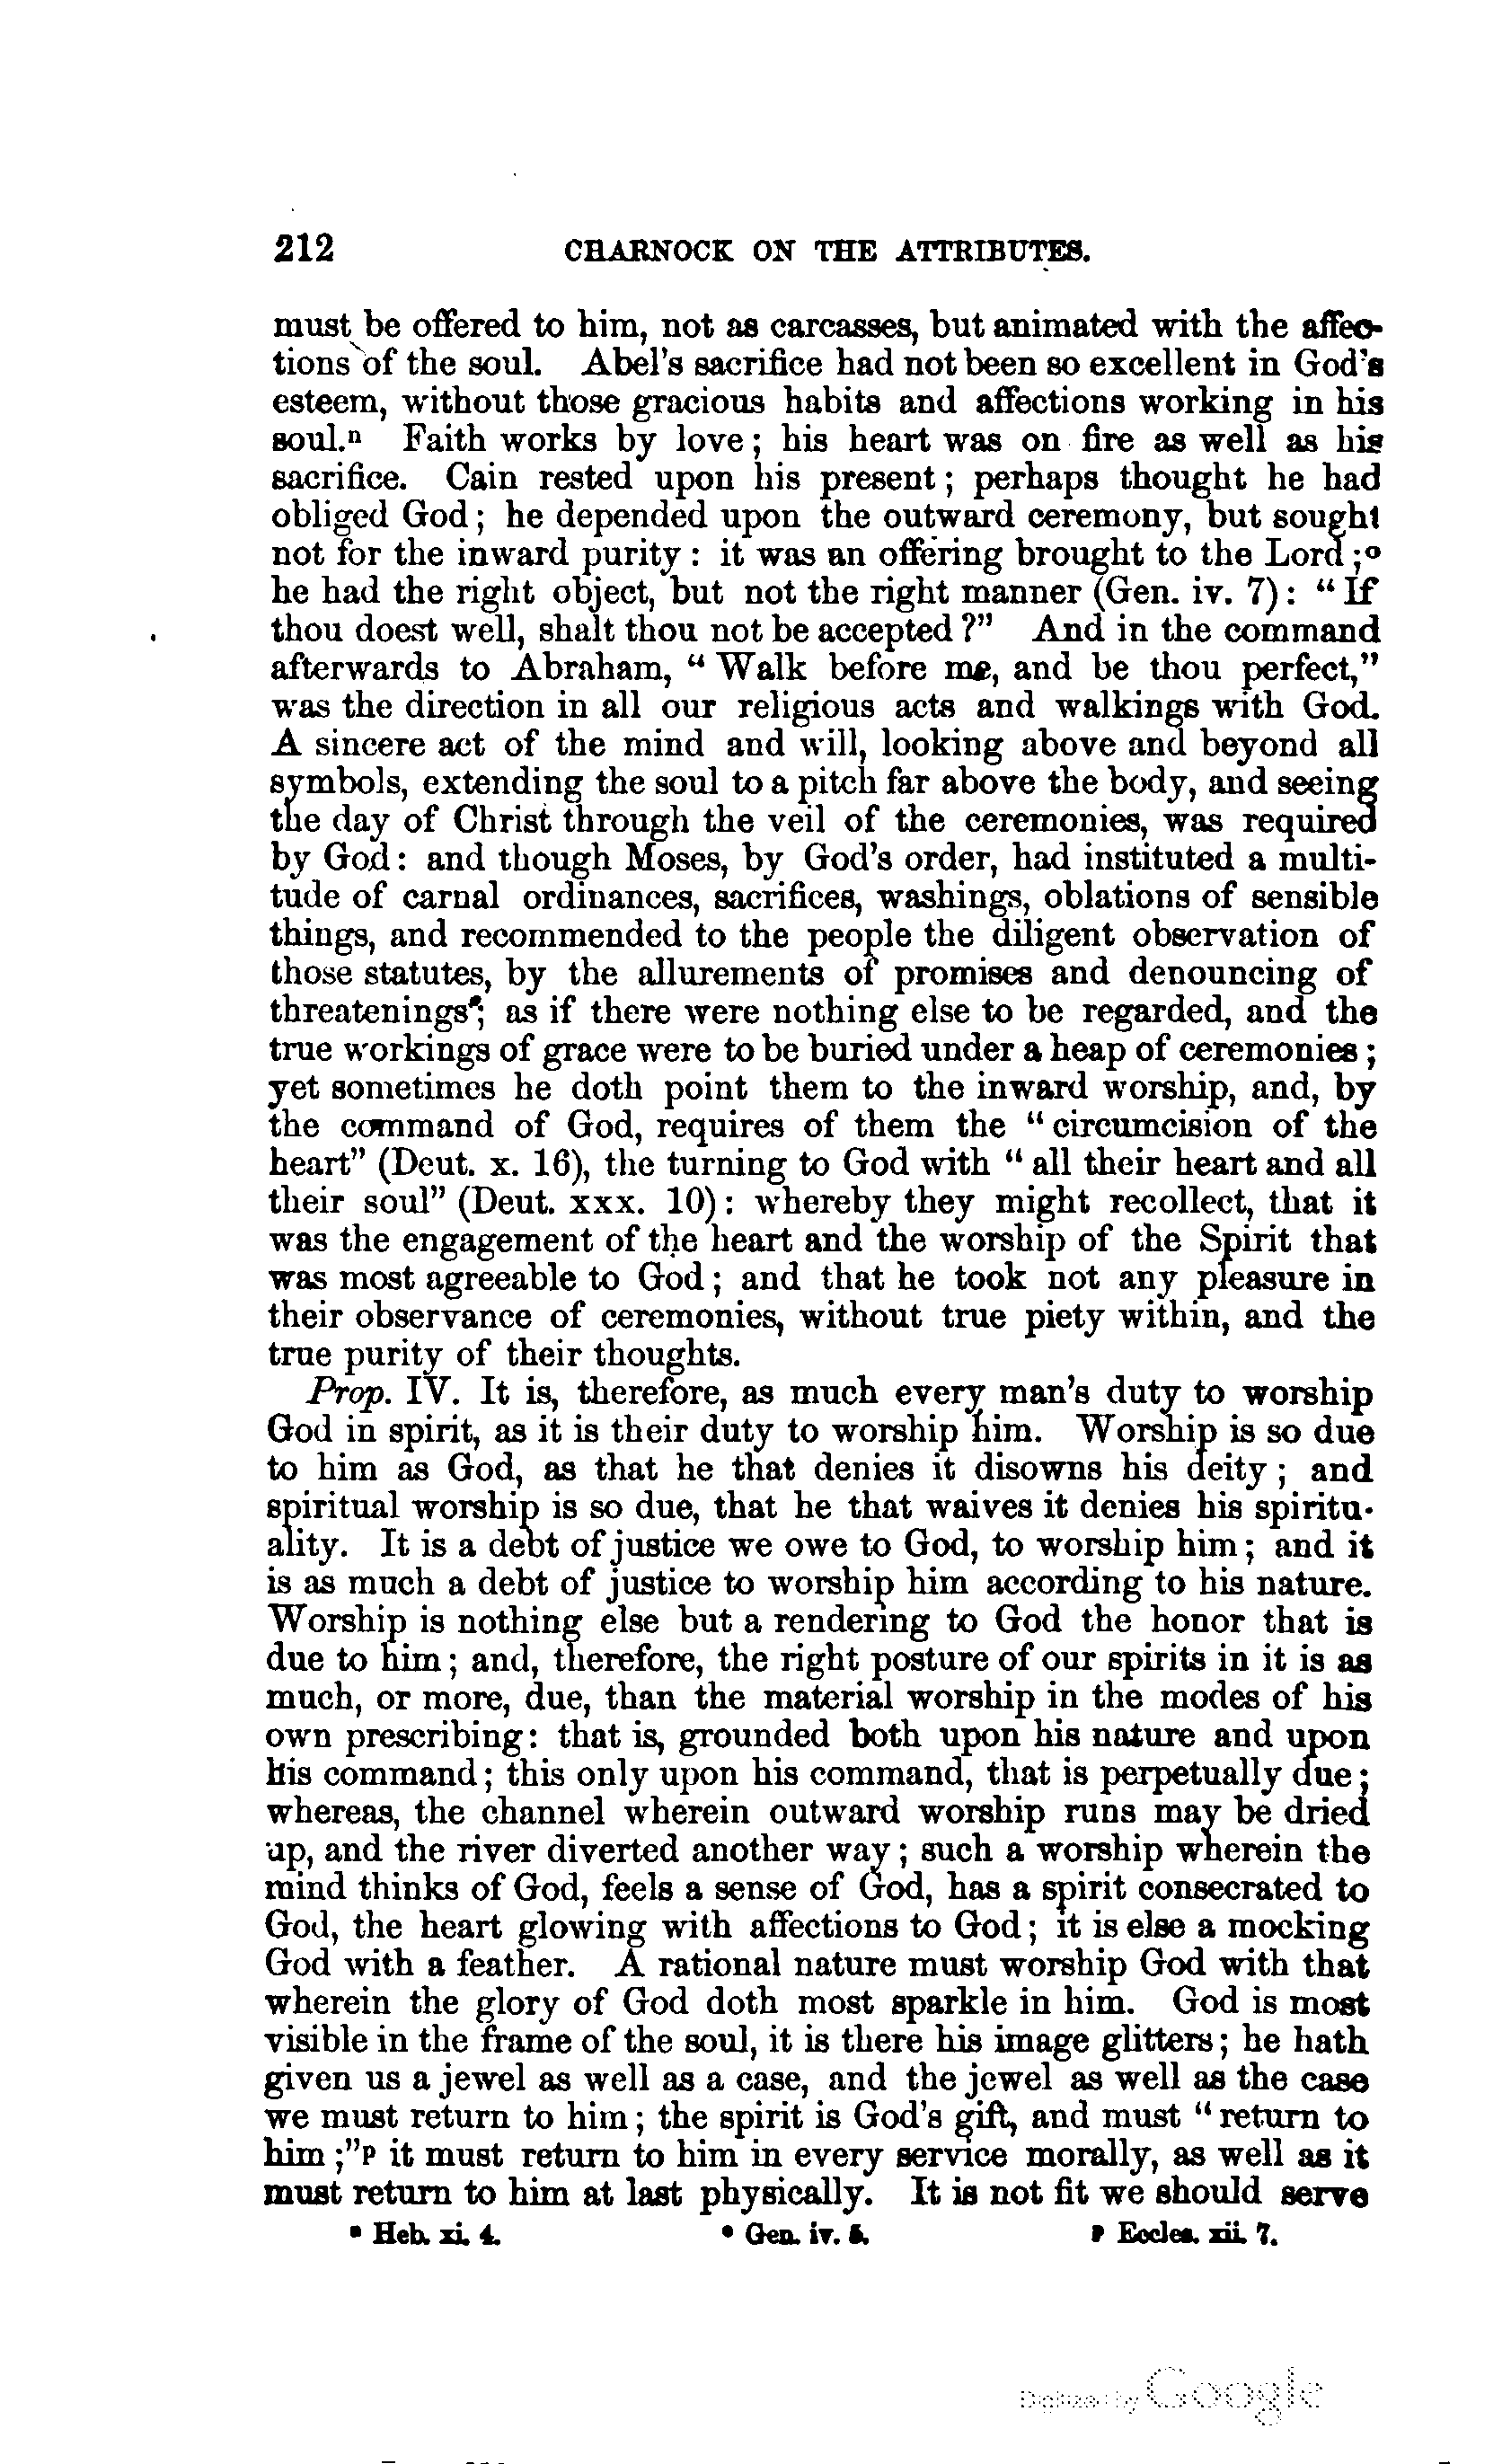 212 CHARNOCK ON THE ATTRIBUTES.
must be offered to him, not as carcasses, but animated with the affec-
tions of the soul. Abel's sacrifice had not been so excellent in God's
esteem, without those gracious habits and affections working in his
soul.ⁿ Faith works by love; his heart was on fire as well as his
sacrifice. Cain rested upon his present; perhaps thought he had
obliged God; he depended upon the outward ceremony, but sought
not for the inward purity: it was an offering brought to the Lord;º
he had the right object, but not the right manner (Gen. iv. 7): "If
thou doest well, shalt thou not be accepted?" And in the command
afterwards to Abraham, "Walk before me, and be thou perfect,"
was the direction in all our religious acts and walkings with God.
A sincere act of the mind and will, looking above and beyond all
symbols, extending the soul to a pitch far above the body, and seeing
the day of Christ through the veil of the ceremonies, was required
by God: and though Moses, by God's order, had instituted a multi-
tude of carnal ordinances, sacrifices, washings, oblations of sensible
things, and recommended to the people the diligent observation of
those statutes, by the allurements of promises and denouncing of
threatenings; as if there were nothing else to be regarded, and the
true workings of grace were to be buried under a heap of ceremonies;
yet sometimes he doth point them to the inward worship, and, by
the command of God, requires of them the "circumcision of the
heart" (Deut. x. 16), the turning to God with "all their heart and all
their soul" (Deut. xxx. 10): whereby they might recollect, that it
was the engagement of the heart and the worship of the Spirit that
was most agreeable to God; and that he took not any pleasure in
their observance of ceremonies, without true piety within, and the
true purity of their thoughts.
Prop. IV. It is, therefore, as much every man's duty to worship
God in spirit, as it is their duty to worship him. Worship is so due
to him as God, as that he that denies it disowns his deity; and
spiritual worship is so due, that he that waives it denies his spiritu-
ality. It is a debt of justice we owe to God, to worship him; and it
is as much a debt of justice to worship him according to his nature.
Worship is nothing else but a rendering to God the honor that is
due to him; and, therefore, the right posture of our spirits in it is as
much, or more, due, than the material worship in the modes of his
own prescribing: that is, grounded both upon his nature and upon
his command; this only upon his command, that is perpetually due;
whereas, the channel wherein outward worship runs may be dried
up, and the river diverted another way; such a worship wherein the
mind thinks of God, feels a sense of God, has a spirit consecrated to
God, the heart glowing with affections to God; it is else a mocking
God with a feather. A rational nature must worship God with that
wherein the glory of God doth most sparkle in him. God is most
visible in the frame of the soul, it is there his image glitters; he hath
given us a jewel as well as a case, and the jewel as well as the case
we must return to him; the spirit is God's gift, and must "return to
him;"ᵖ it must return to him in every service morally, as well as it
must return to him at last physically. It is not fit we should serve
ⁿ Heb. xi. 4. º Gen. iv. 5. ᵖ Eccles. xii. 7.
Digitized by Google